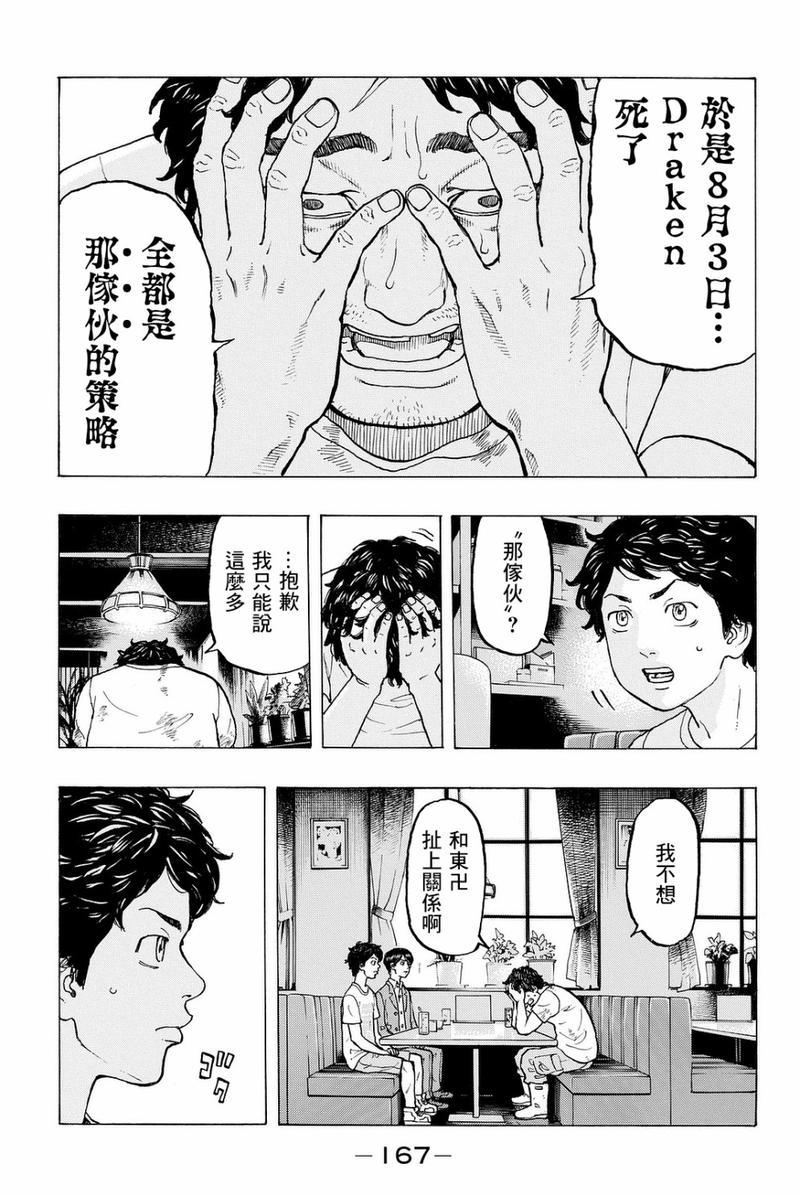 於是8月3日…
Draken
死了
全都是
那傢伙的策略
〝那傢伙〞?
…抱歉
我只能說
這麼多
我不想
和東卍
扯上關係啊
ゴク
—167—